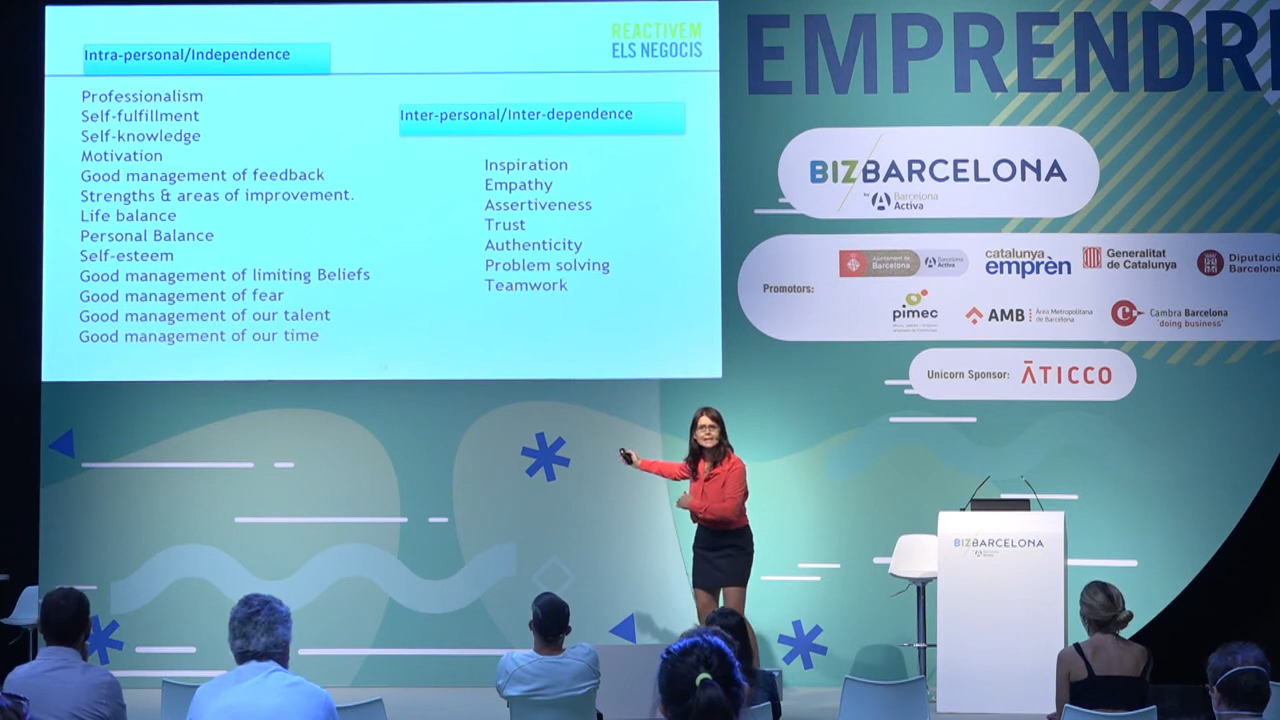 Intra-personal/Independence
REACTIVEM
ELS NEGOCIS
Professionalism
Self-fulfillment
Self-knowledge
Motivation
Good management of feedback
Strengths & areas of improvement.
Life balance
Personal Balance
Self-esteem
Good management of limiting Beliefs
Good management of fear
Good management of our talent
Good management of our time
Inter-personal/Inter-dependence
Inspiration
Empathy
Assertiveness
Trust
Authenticity
Problem solving
Teamwork
EMPRENDR
BIZBARCELONA
by Barcelona
Activa
Promotors:
Ajuntament de
Barcelona
Barcelona
Activa
catalunya
emprèn
Generalitat
de Catalunya
Diputació
Barcelona
pimec
AMB
Àrea Metropolitana
de Barcelona
Cambra Barcelona
'doing business'
Unicorn Sponsor: ĀTICCO
BIZBARCELONA